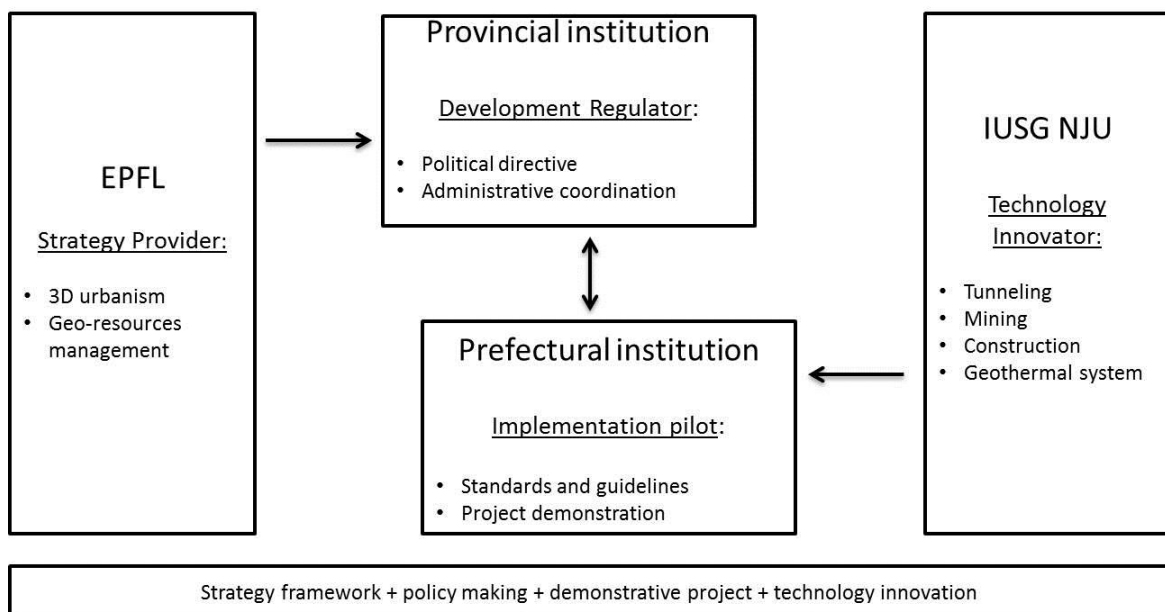 EPFL
Strategy Provider:
• 3D urbanism
• Geo-resources
management
Provincial institution
Development Regulator:
• Political directive
• Administrative coordination
Prefectural institution
Implementation pilot:
• Standards and guidelines
• Project demonstration
IUSG NJU
Technology
Innovator:
• Tunneling
• Mining
• Construction
• Geothermal system
Strategy framework + policy making + demonstrative project + technology innovation